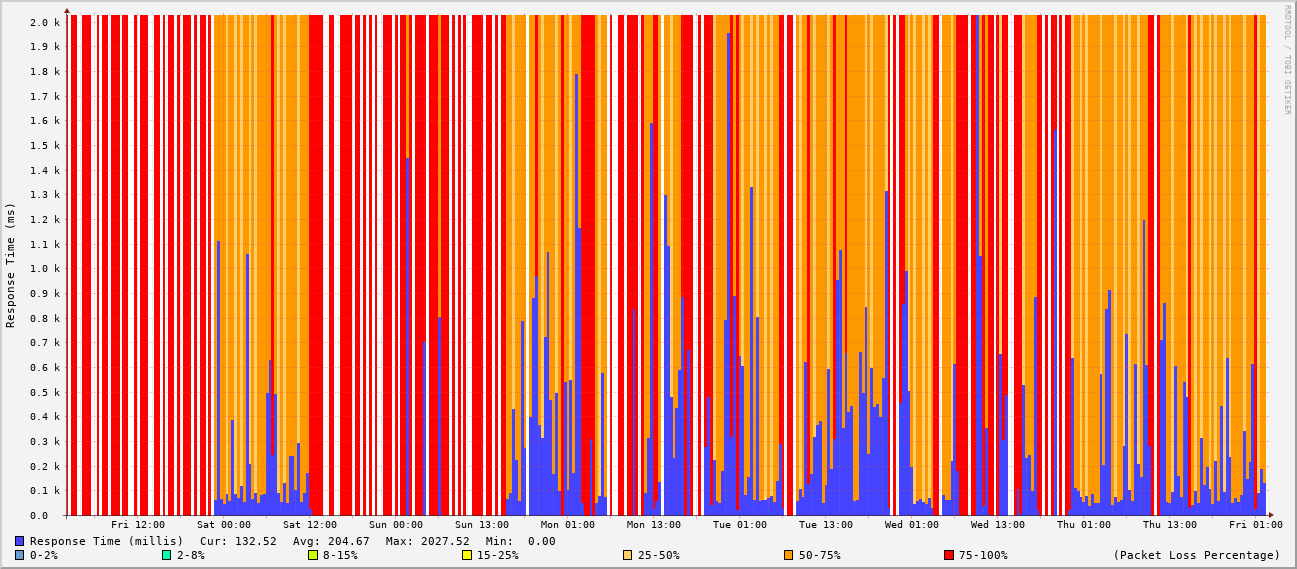 2.0 k
1.9 k
1.8 k
1.7 k
1.6 k
1.5 k
1.4 k
1.3 k
1.2 k
1.1 k
1.0 k
0.9 k
0.8 k
0.7 k
0.6 k
0.5 k
0.4 k
0.3 k
0.2 k
0.1 k
0.0
Response Time (ms)
RRDTOOL / TOBI OETIKER
Fri 12:00 Sat 00:00 Sat 12:00 Sun 00:00 Sun 13:00 Mon 01:00 Mon 13:00 Tue 01:00 Tue 13:00 Wed 01:00 Wed 13:00 Thu 01:00 Thu 13:00 Fri 01:00
Response Time (millis) Cur: 132.52 Avg: 204.67 Max: 2027.52 Min: 0.00
0-2% 2-8% 8-15% 15-25% 25-50% 50-75% 75-100% (Packet Loss Percentage)